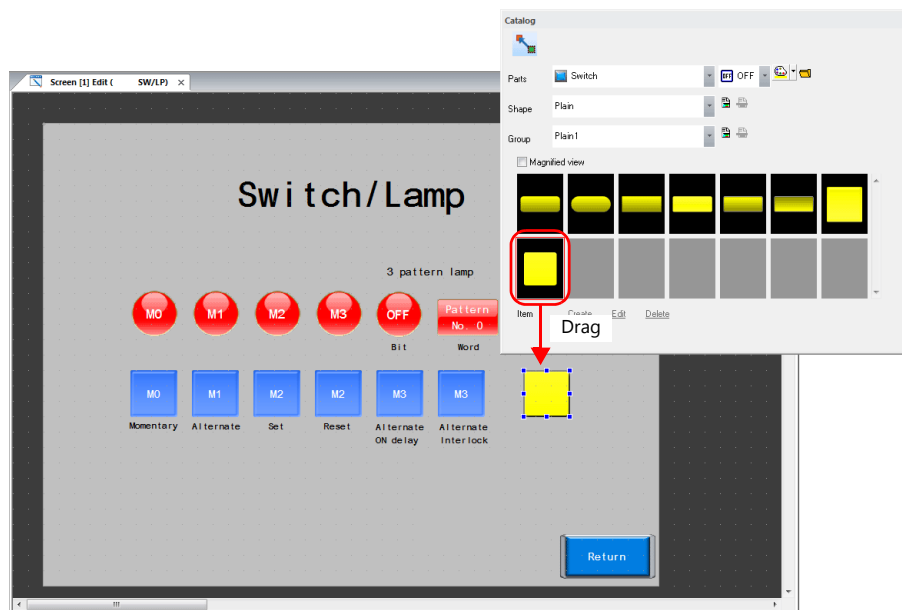 Catalog
Parts
Switch
OFF
OFF
Shape
Plain
Group
Plain1
Magnified view
Item
Create
Edit
Delete
Drag
Screen [1] Edit ( SW/LP) ×
Switch/Lamp
3 pattern lamp
M0
M1
M2
M3
OFF
Pattern
No. 0
Bit
Word
M0
M1
M2
M2
M3
M3
Momentary
Alternate
Set
Reset
Alternate
ON delay
Alternate
Interlock
Return